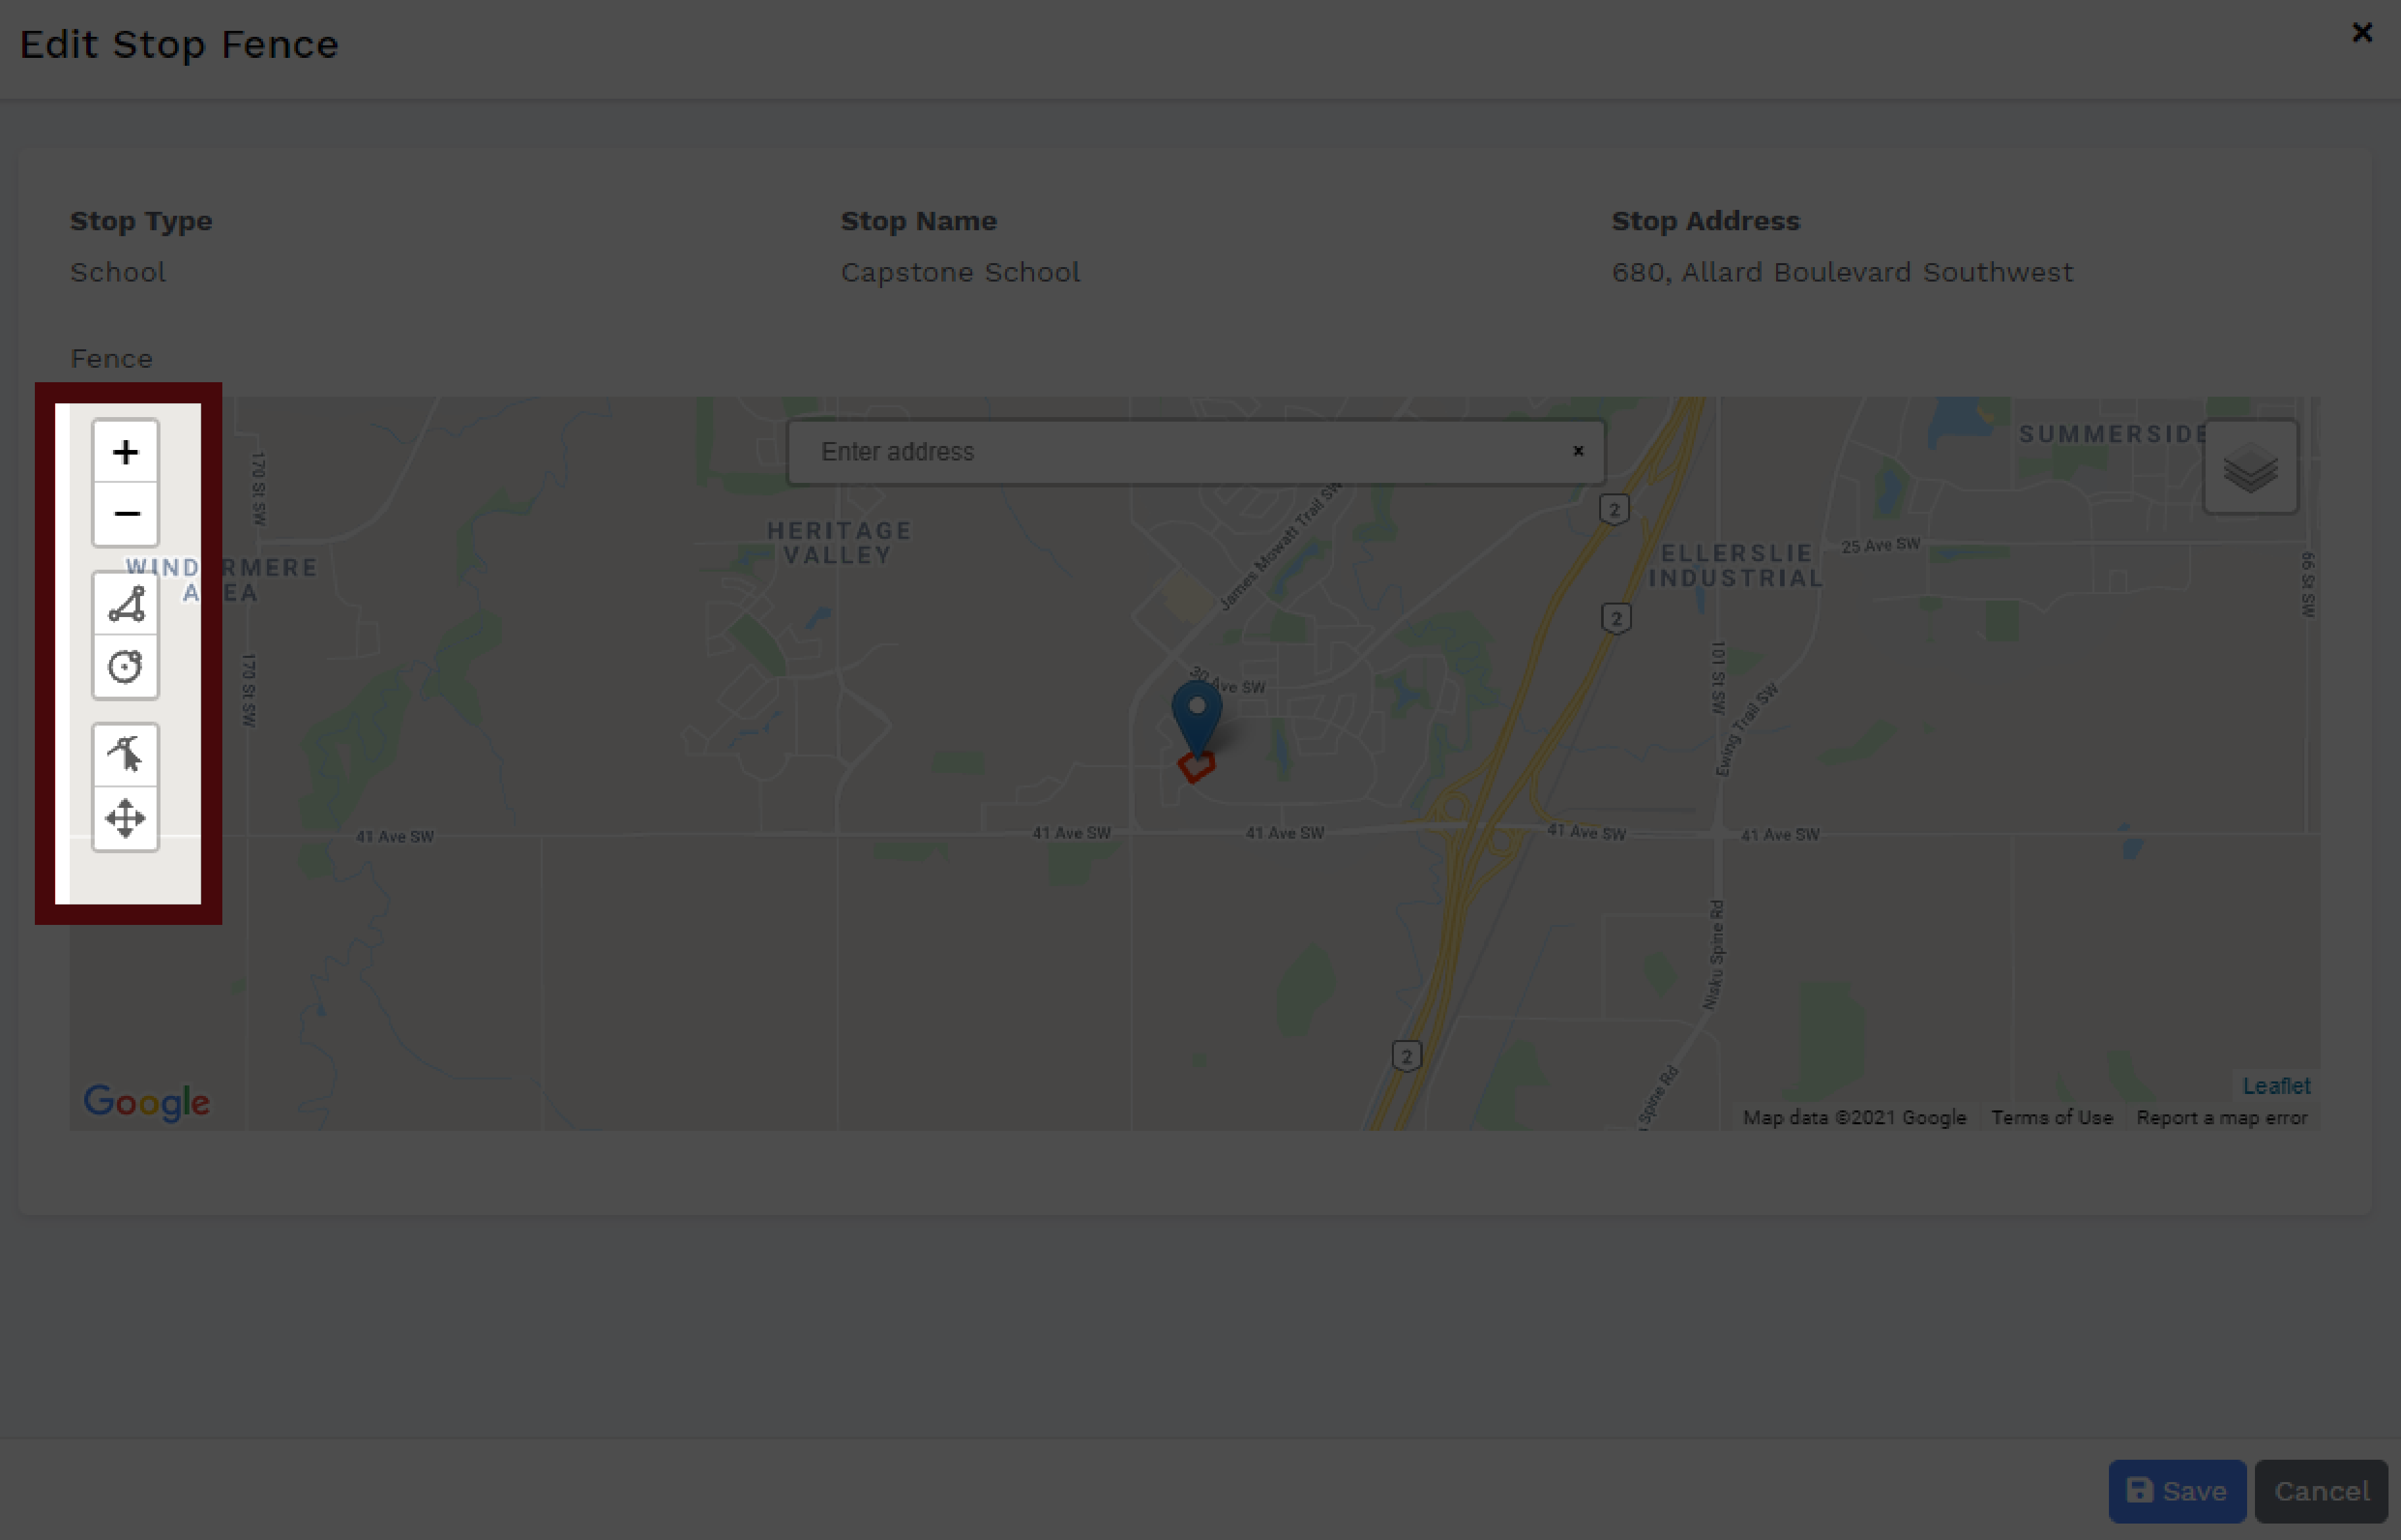 Edit Stop Fence
×
Stop Type
Stop Name
Stop Address
School
Capstone School
680, Allard Boulevard Southwest
Fence
+
−
Enter address
×
SUMMERSIDE
170 St SW
HERITAGE
VALLEY
James Mowatt Trail SW
2
WINDERMERE
AREA
ELLERSLIE
INDUSTRIAL
25 Ave SW
66 St SW
2
170 St SW
30 Ave SW
101 St SW
Ewing Trail SW
41 Ave SW
41 Ave SW
41 Ave SW
41 Ave SW
41 Ave SW
Nisku Spine Rd
2
Spine Rd
Google
Leaflet
Map data ©2021 Google
Terms of Use
Report a map error
Save
Cancel